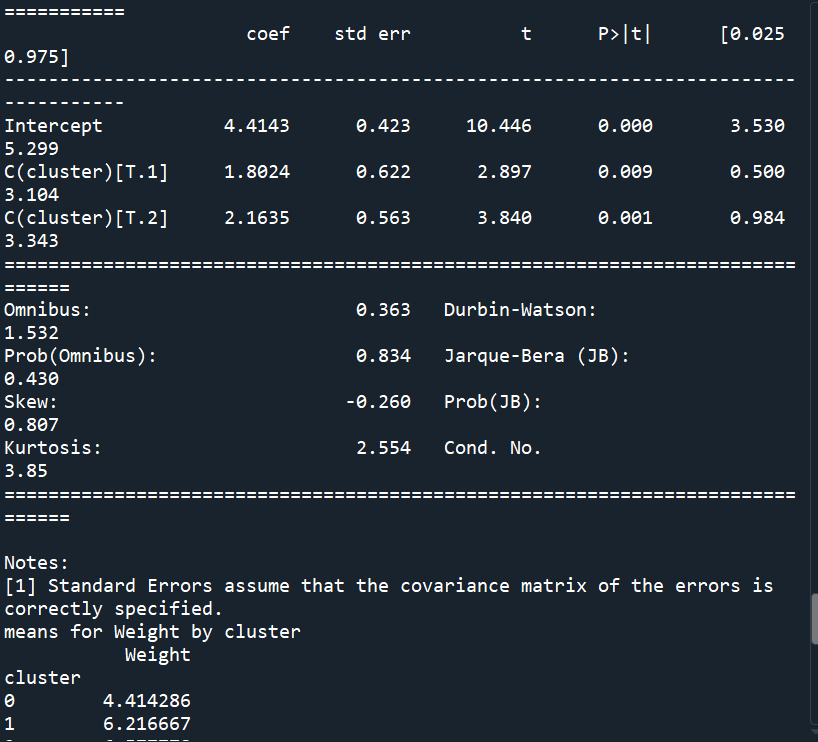 ===========
                      coef    std err          t      P>|t|      [0.025
0.975]
------------------------------------------------------------------------
-----------
Intercept           4.4143      0.423     10.446      0.000       3.530
5.299
C(cluster)[T.1]     1.8024      0.622      2.897      0.009       0.500
3.104
C(cluster)[T.2]     2.1635      0.563      3.840      0.001       0.984
3.343
========================================================================
======
Omnibus:                        0.363   Durbin-Watson:
1.532
Prob(Omnibus):                  0.834   Jarque-Bera (JB):
0.430
Skew:                          -0.260   Prob(JB):
0.807
Kurtosis:                       2.554   Cond. No.
3.85
========================================================================
======

Notes:
[1] Standard Errors assume that the covariance matrix of the errors is
correctly specified.
means for Weight by cluster
           Weight
cluster
0        4.414286
1        6.216667